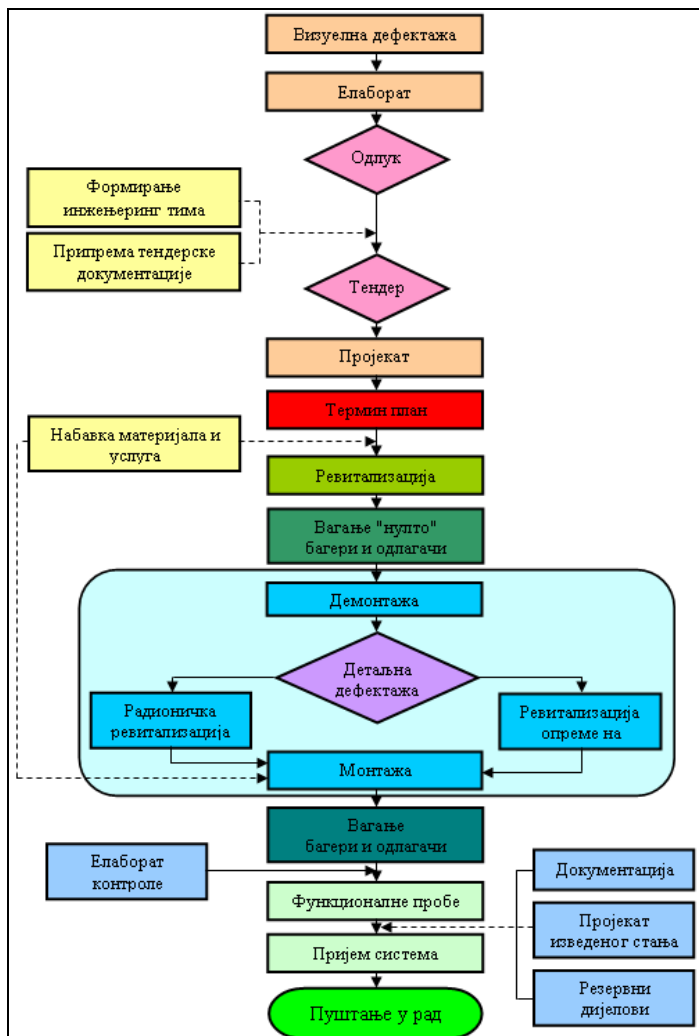 Визуелна дефектажа
Елаборат
Одлук
Формирање
инжењеринг тима
Припрема тендерске
документације
Тендер
Пројекат
Термин план
Набавка материјала и
услуга
Ревитализација
Вагање "нулто"
багери и одлагачи
Демонтажа
Детаљна
дефектажа
Радионичка
ревитализација
Ревитализација
опреме на
Монтажа
Вагање
багери и одлагачи
Елаборат
контроле
Функционалне пробе
Документација
Пројекат
изведеног стања
Пријем система
Резервни
дијелови
Пуштање у рад